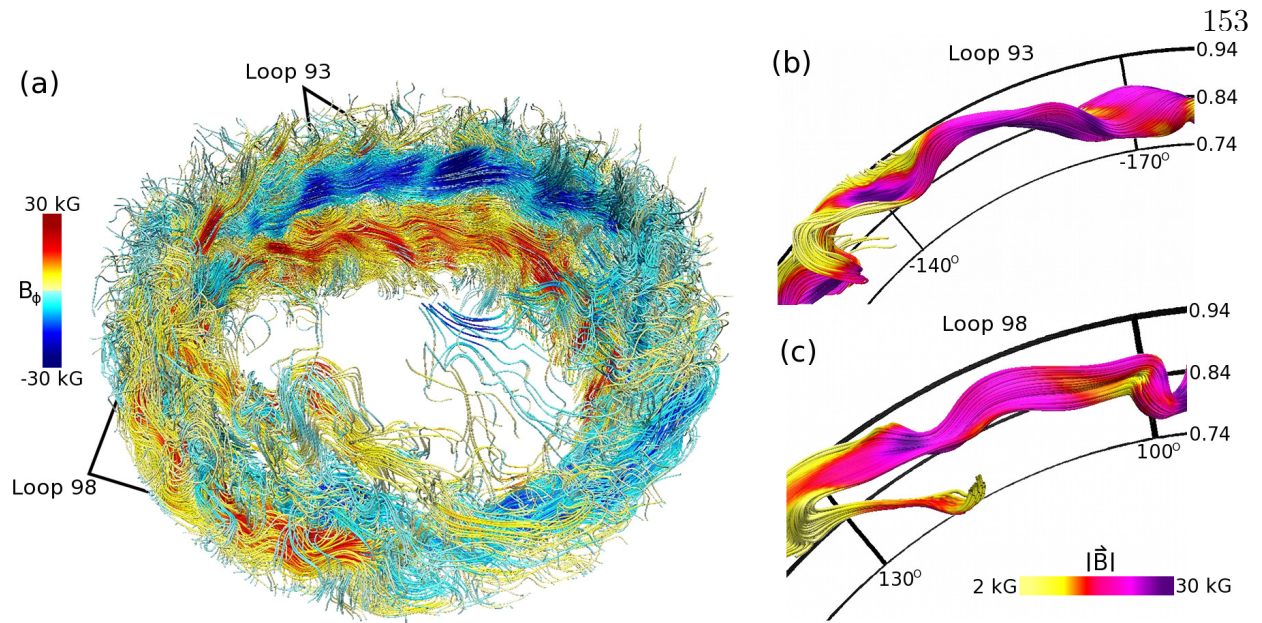 153
(a)
Loop 93
30 kG
Bϕ
-30 kG
Loop 98
(b)
Loop 93
0.94
0.84
0.74
-170°
-140°
(c)
Loop 98
0.94
0.84
0.74
100°
130°
|B⃗|
2 kG 30 kG